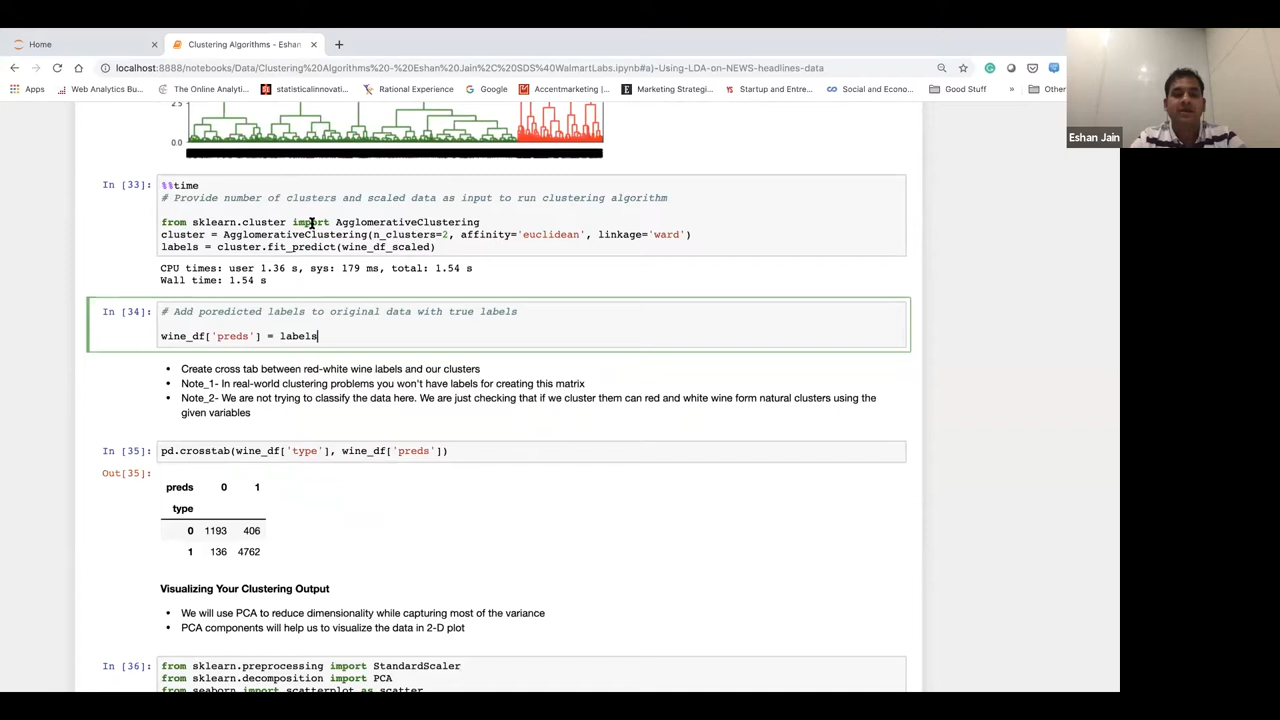 Home
Clustering Algorithms - Eshan
localhost:8888/notebooks/Data/Clustering%20Algorithms%20-%20Eshan%20Jain%2C%20SDS%40WalmartLabs.ipynb#a)-Using-LDA-on-NEWS-headlines-data
Apps Web Analytics Bu... The Online Analyti... statisticalinnovati... Rational Experience Google Accentmarketing |... Marketing Strategi... Startup and Entre... Social and Econo... Good Stuff Other
Eshan Jain
2.5
0.0
In [33]: %%time
# Provide number of clusters and scaled data as input to run clustering algorithm
from sklearn.cluster import AgglomerativeClustering
cluster = AgglomerativeClustering(n_clusters=2, affinity='euclidean', linkage='ward')
labels = cluster.fit_predict(wine_df_scaled)
CPU times: user 1.36 s, sys: 179 ms, total: 1.54 s
Wall time: 1.54 s
In [34]: # Add poredicted labels to original data with true labels
wine_df['preds'] = labels
• Create cross tab between red-white wine labels and our clusters
• Note_1- In real-world clustering problems you won't have labels for creating this matrix
• Note_2- We are not trying to classify the data here. We are just checking that if we cluster them can red and white wine form natural clusters using the
given variables
In [35]: pd.crosstab(wine_df['type'], wine_df['preds'])
Out[35]:
preds 0 1
type
0 1193 406
1 136 4762
Visualizing Your Clustering Output
• We will use PCA to reduce dimensionality while capturing most of the variance
• PCA components will help us to visualize the data in 2-D plot
In [36]: from sklearn.preprocessing import StandardScaler
from sklearn.decomposition import PCA
from seaborn import scatterplot as scatter